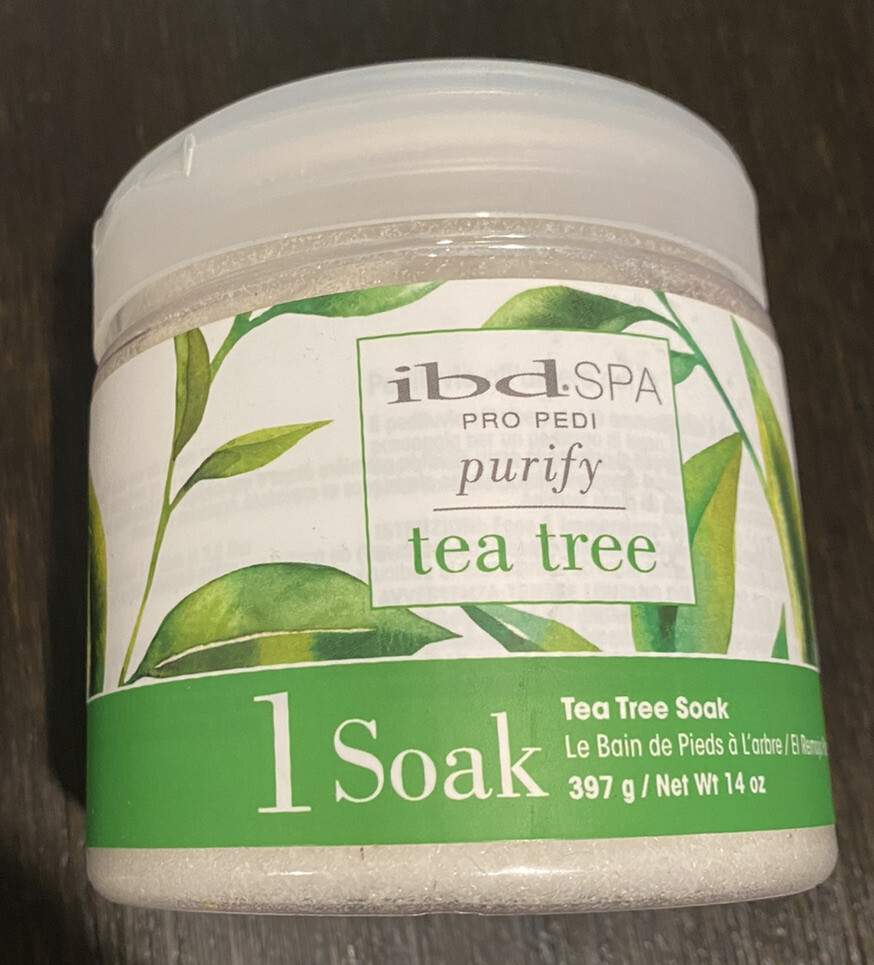 ibd.SPA
PRO PEDI
purify
tea tree
1 Soak
Tea Tree Soak
Le Bain de Pieds à L'arbre / El
397 g / Net Wt 14 oz